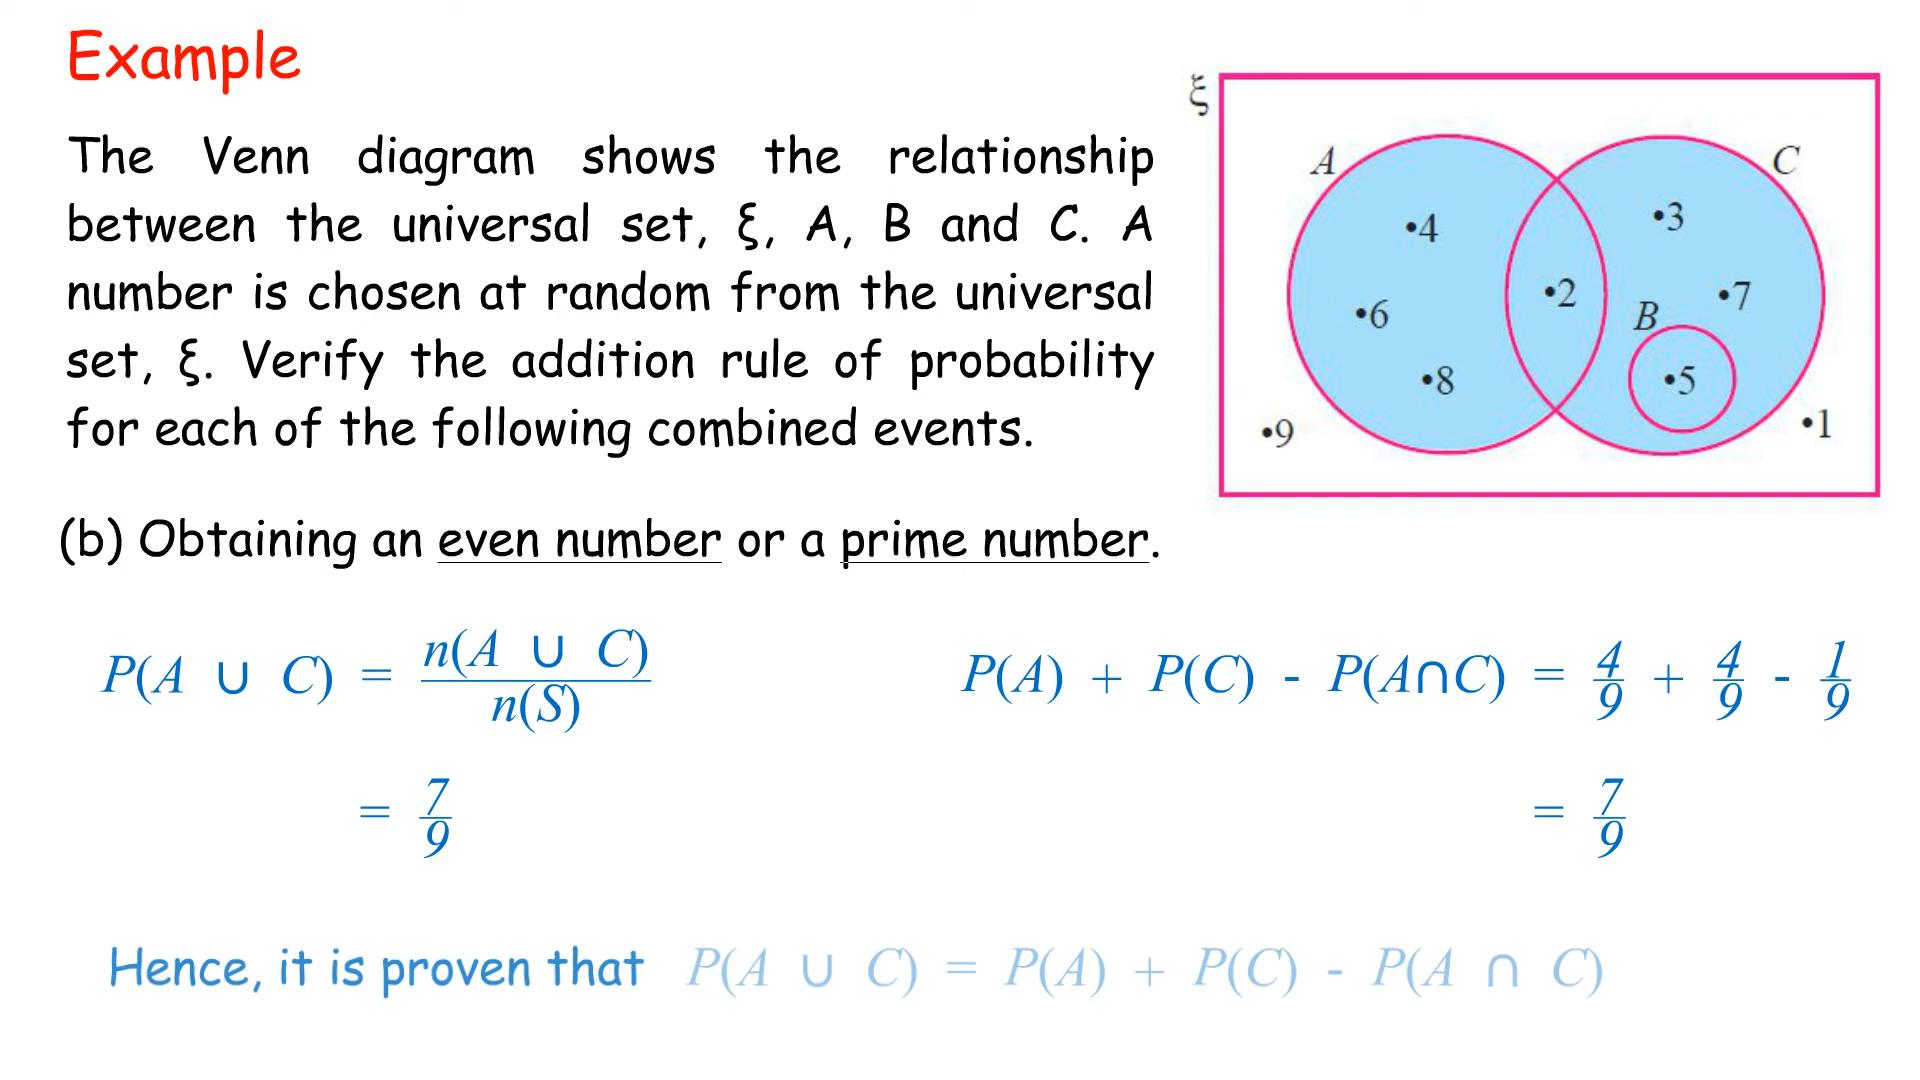 Example
The Venn diagram shows the relationship
between the universal set, ξ, A, B and C. A
number is chosen at random from the universal
set, ξ. Verify the addition rule of probability
for each of the following combined events.
ξ
A
C
•4
•3
•2
•7
•6
B
•8
•5
•9
•1
(b) Obtaining an even number or a prime number.
P(A ∪ C) = n(A ∪ C)/n(S)
= 7/9
P(A) + P(C) - P(A∩C) = 4/9 + 4/9 - 1/9
= 7/9
Hence, it is proven that P(A ∪ C) = P(A) + P(C) - P(A ∩ C)